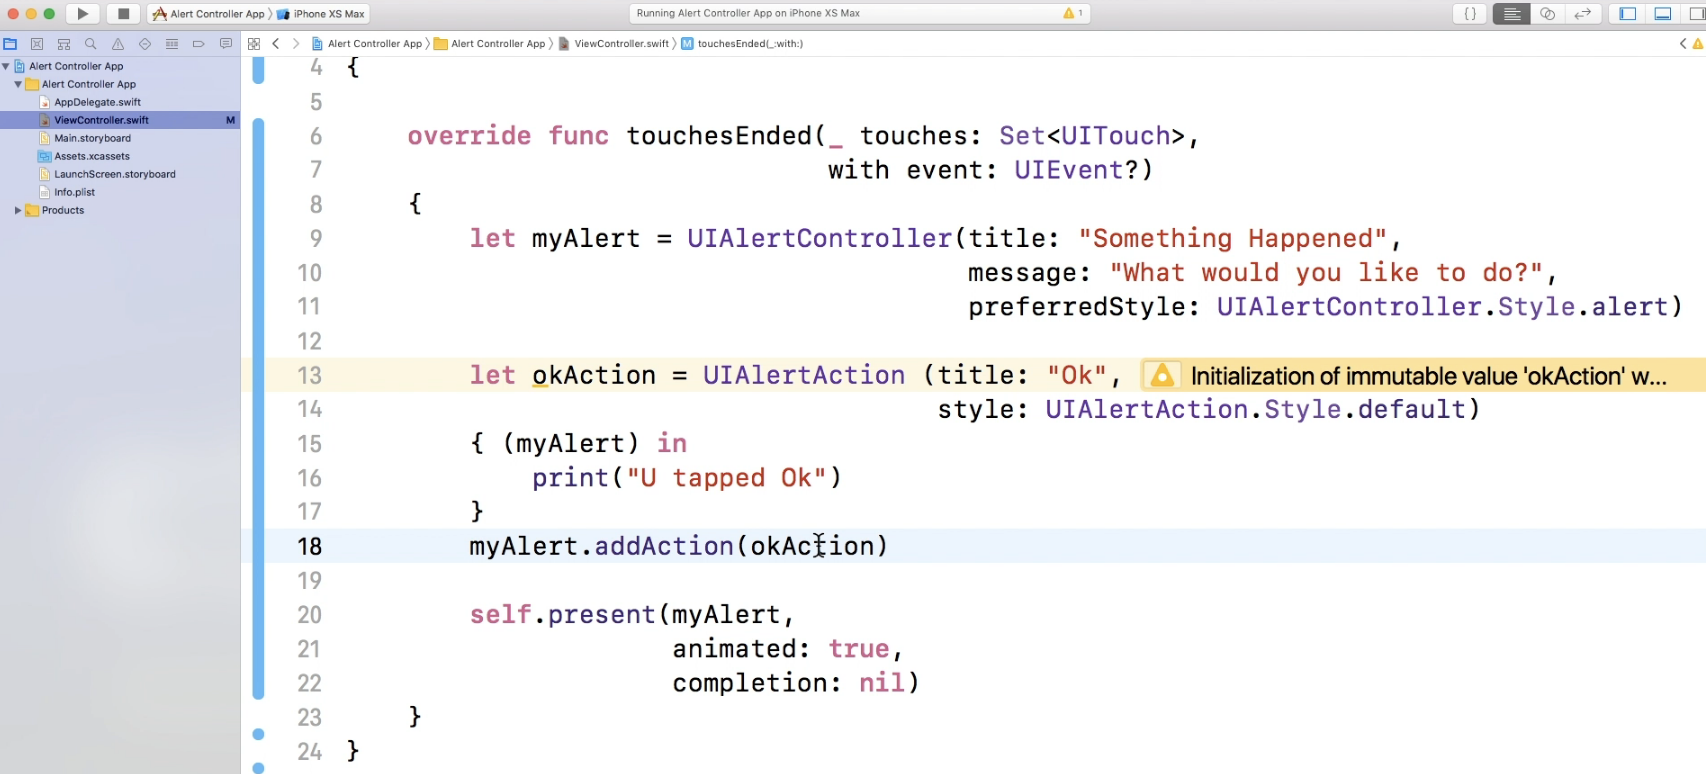 Alert Controller App 〉 iPhone XS Max
Running Alert Controller App on iPhone XS Max
1
Alert Controller App 〉 Alert Controller App 〉 ViewController.swift 〉 M touchesEnded(_:with:)
Alert Controller App
Alert Controller App
AppDelegate.swift
ViewController.swift M
Main.storyboard
Assets.xcassets
LaunchScreen.storyboard
Info.plist
Products
4 {
5
6 override func touchesEnded(_ touches: Set<UITouch>,
7 with event: UIEvent?)
8 {
9 let myAlert = UIAlertController(title: "Something Happened",
10 message: "What would you like to do?",
11 preferredStyle: UIAlertController.Style.alert)
12
13 let okAction = UIAlertAction (title: "Ok", Initialization of immutable value 'okAction' w...
14 style: UIAlertAction.Style.default)
15 { (myAlert) in
16 print("U tapped Ok")
17 }
18 myAlert.addAction(okAction)
19
20 self.present(myAlert,
21 animated: true,
22 completion: nil)
23 }
24 }